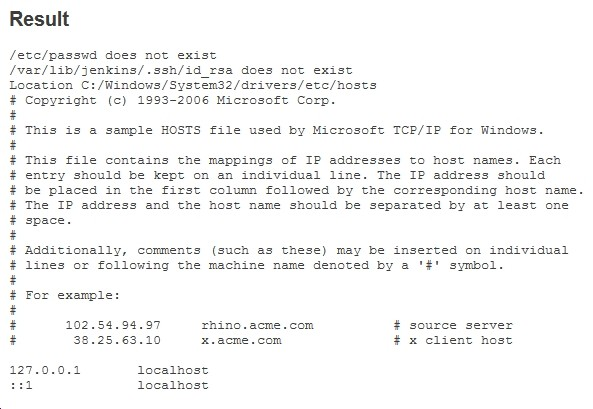 Result
/etc/passwd does not exist
/var/lib/jenkins/.ssh/id_rsa does not exist
Location C:/Windows/System32/drivers/etc/hosts
# Copyright (c) 1993-2006 Microsoft Corp.
#
# This is a sample HOSTS file used by Microsoft TCP/IP for Windows.
#
# This file contains the mappings of IP addresses to host names. Each
# entry should be kept on an individual line. The IP address should
# be placed in the first column followed by the corresponding host name.
# The IP address and the host name should be separated by at least one
# space.
#
# Additionally, comments (such as these) may be inserted on individual
# lines or following the machine name denoted by a '#' symbol.
#
# For example:
#
#      102.54.94.97     rhino.acme.com          # source server
#       38.25.63.10     x.acme.com              # x client host

127.0.0.1       localhost
::1             localhost